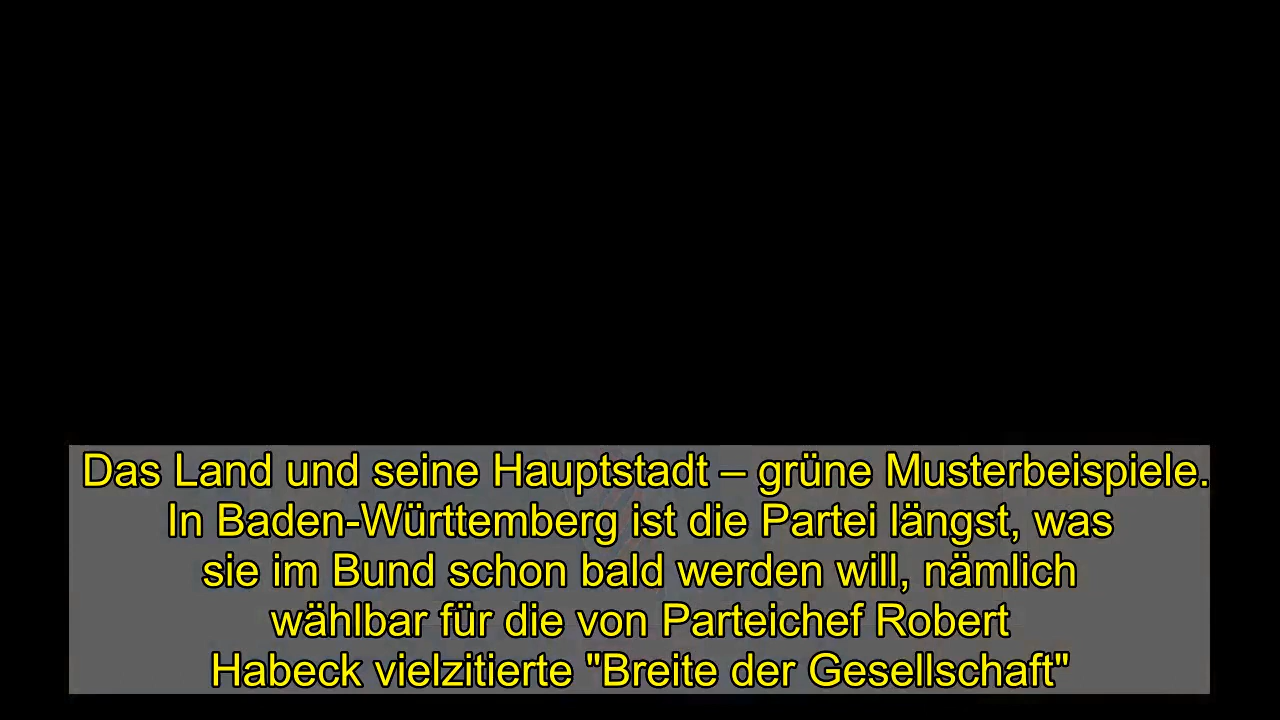 Das Land und seine Hauptstadt – grüne Musterbeispiele.
In Baden-Württemberg ist die Partei längst, was
sie im Bund schon bald werden will, nämlich
wählbar für die von Parteichef Robert
Habeck vielzitierte "Breite der Gesellschaft"